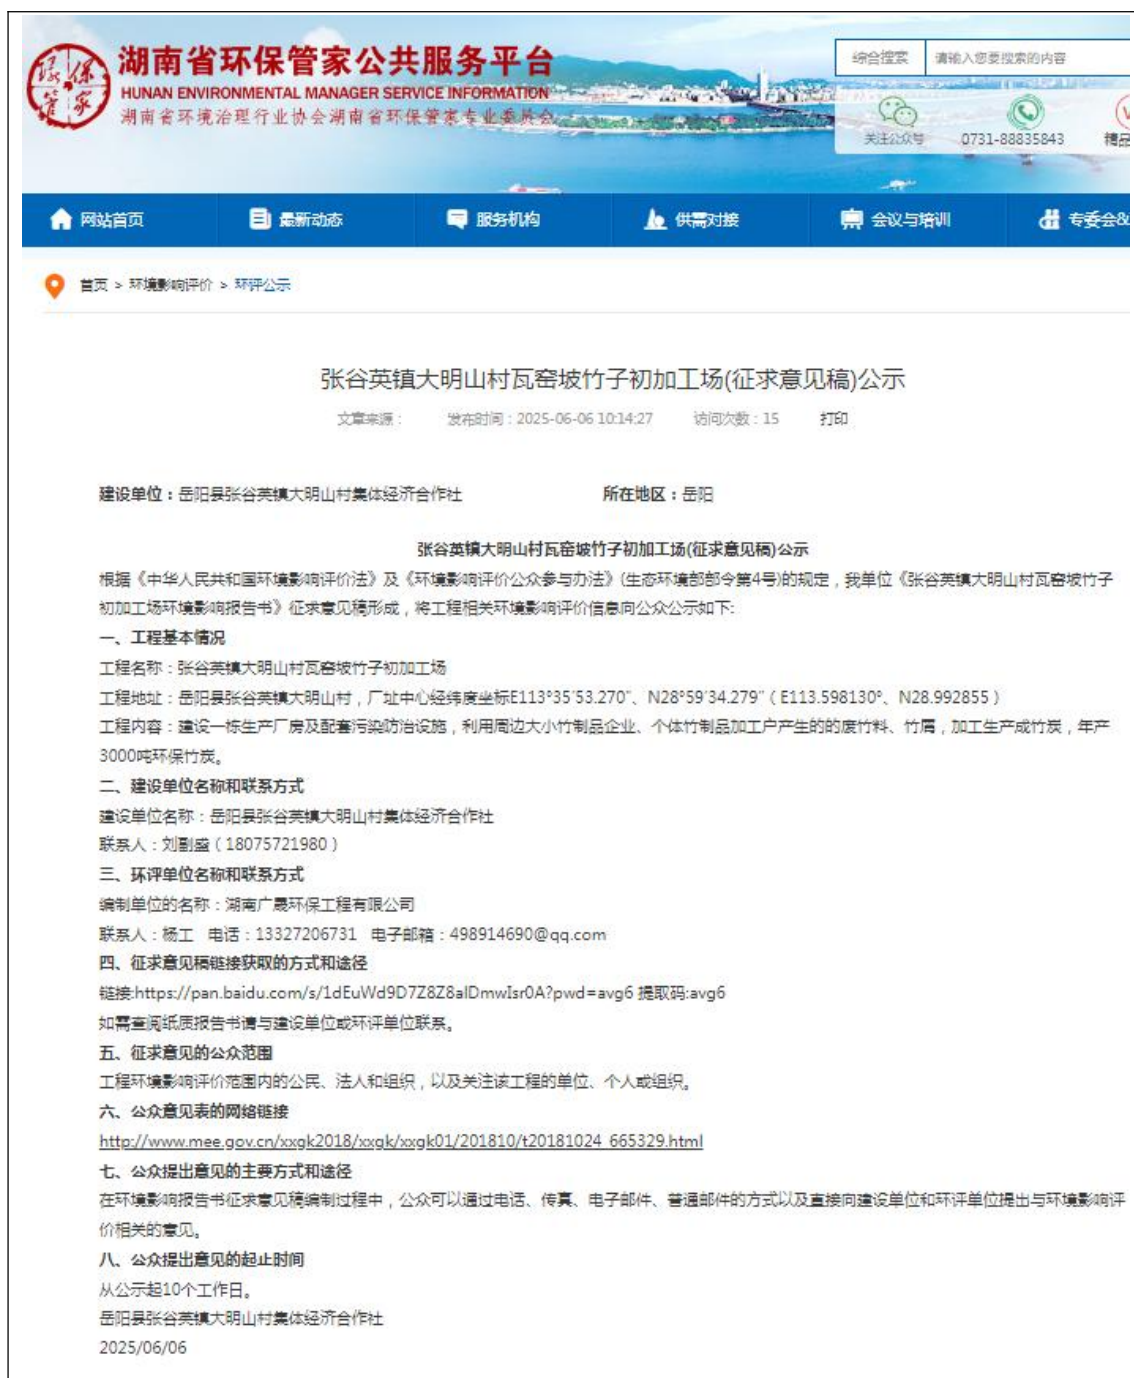 环保管家
湖南省环保管家公共服务平台
HUNAN ENVIRONMENTAL MANAGER SERVICE INFORMATION
湖南省环境治理行业协会湖南省环保管家专业委员会
综合搜索 请输入您要搜索的内容
关注公众号 0731-88835843 精品
网站首页 最新动态 服务机构 供需对接 会议与培训 专委会&
首页 > 环境影响评价 > 环评公示
张谷英镇大明山村瓦窑坡竹子初加工场(征求意见稿)公示
文章来源： 发布时间：2025-06-06 10:14:27 访问次数：15 打印
建设单位：岳阳县张谷英镇大明山村集体经济合作社 所在地区：岳阳
张谷英镇大明山村瓦窑坡竹子初加工场(征求意见稿)公示
根据《中华人民共和国环境影响评价法》及《环境影响评价公众参与办法》(生态环境部部令第4号)的规定，我单位《张谷英镇大明山村瓦窑坡竹子
初加工场环境影响报告书》征求意见稿形成，将工程相关环境影响评价信息向公众公示如下:
一、工程基本情况
工程名称：张谷英镇大明山村瓦窑坡竹子初加工场
工程地址：岳阳县张谷英镇大明山村，厂址中心经纬度坐标E113°35′53.270″、N28°59′34.279″（E113.598130°、N28.992855）
工程内容：建设一栋生产厂房及配套污染防治设施，利用周边大小竹制品企业、个体竹制品加工户产生的的废竹料、竹屑，加工生产成竹炭，年产
3000吨环保竹炭。
二、建设单位名称和联系方式
建设单位名称：岳阳县张谷英镇大明山村集体经济合作社
联系人：刘副盛（18075721980）
三、环评单位名称和联系方式
编制单位的名称：湖南广晟环保工程有限公司
联系人：杨工 电话：13327206731 电子邮箱：498914690@qq.com
四、征求意见稿链接获取的方式和途径
链接:https://pan.baidu.com/s/1dEuWd9D7Z8Z8alDmwIsr0A?pwd=avg6 提取码:avg6
如需查阅纸质报告书请与建设单位或环评单位联系。
五、征求意见的公众范围
工程环境影响评价范围内的公民、法人和组织，以及关注该工程的单位、个人或组织。
六、公众意见表的网络链接
http://www.mee.gov.cn/xxgk2018/xxgk/xxgk01/201810/t20181024_665329.html
七、公众提出意见的主要方式和途径
在环境影响报告书征求意见稿编制过程中，公众可以通过电话、传真、电子邮件、普通邮件的方式以及直接向建设单位和环评单位提出与环境影响评
价相关的意见。
八、公众提出意见的起止时间
从公示起10个工作日。
岳阳县张谷英镇大明山村集体经济合作社
2025/06/06